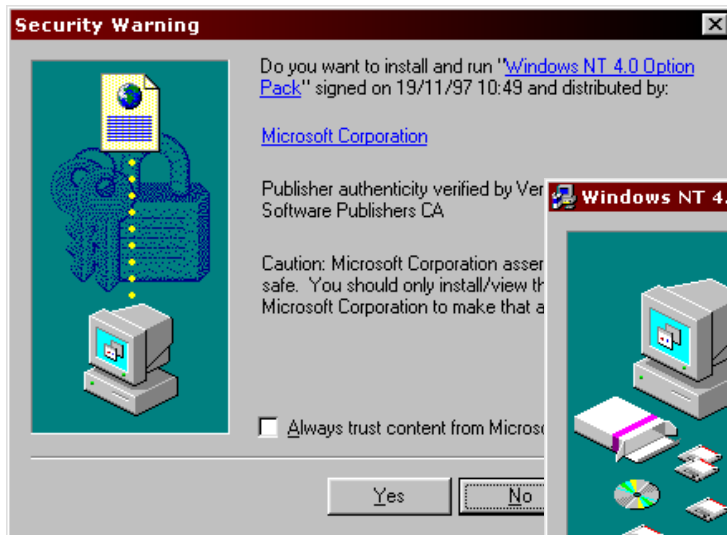 Security Warning
Do you want to install and run "Windows NT 4.0 Option
Pack" signed on 19/11/97 10:49 and distributed by:
Microsoft Corporation
Publisher authenticity verified by Ver
Software Publishers CA
Windows NT 4.
Caution: Microsoft Corporation asser
safe. You should only install/view th
Microsoft Corporation to make that a
Always trust content from Microso
Yes
No